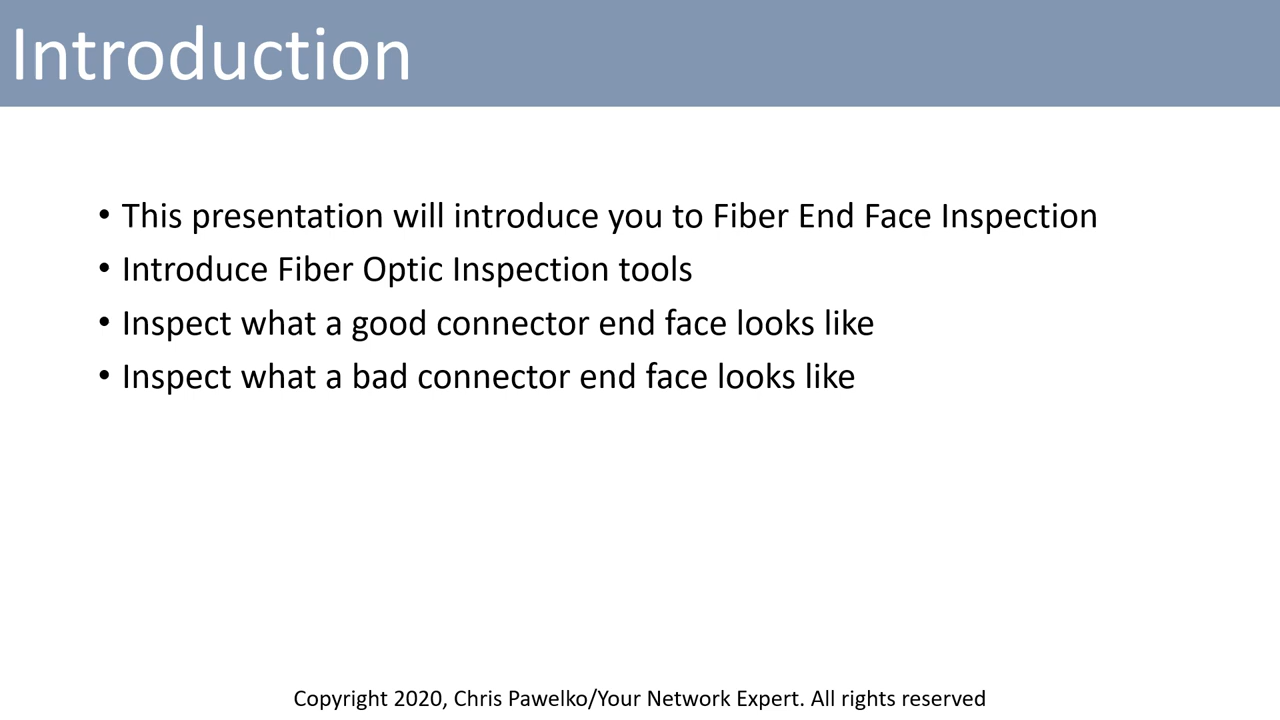 Introduction
• This presentation will introduce you to Fiber End Face Inspection
• Introduce Fiber Optic Inspection tools
• Inspect what a good connector end face looks like
• Inspect what a bad connector end face looks like
Copyright 2020, Chris Pawelko/Your Network Expert. All rights reserved